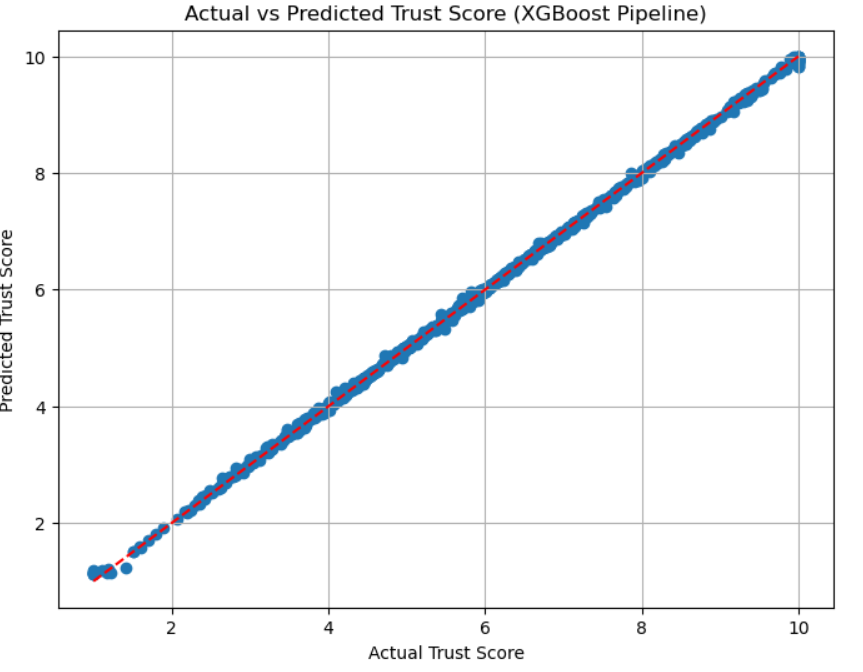 Actual vs Predicted Trust Score (XGBoost Pipeline)
Predicted Trust Score
10
8
6
4
2
2 4 6 8 10
Actual Trust Score